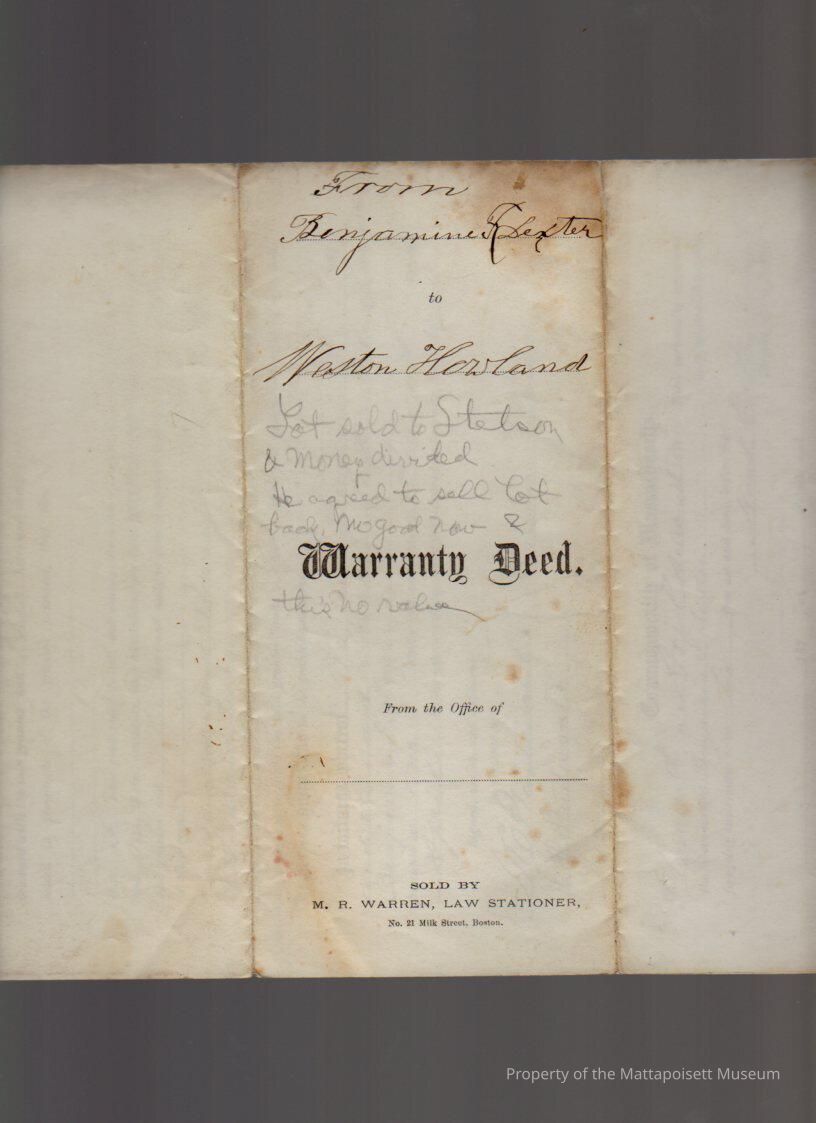 From
Benjamine F Dexter
to
Weston Howland
Lot sold to Stetson
& Money divided
He agreed to sell Lot
back, No good now &
Warranty Deed.
this no value
From the Office of
SOLD BY
M. R. WARREN, LAW STATIONER,
No. 21 Milk Street, Boston.
Property of the Mattapoisett Museum